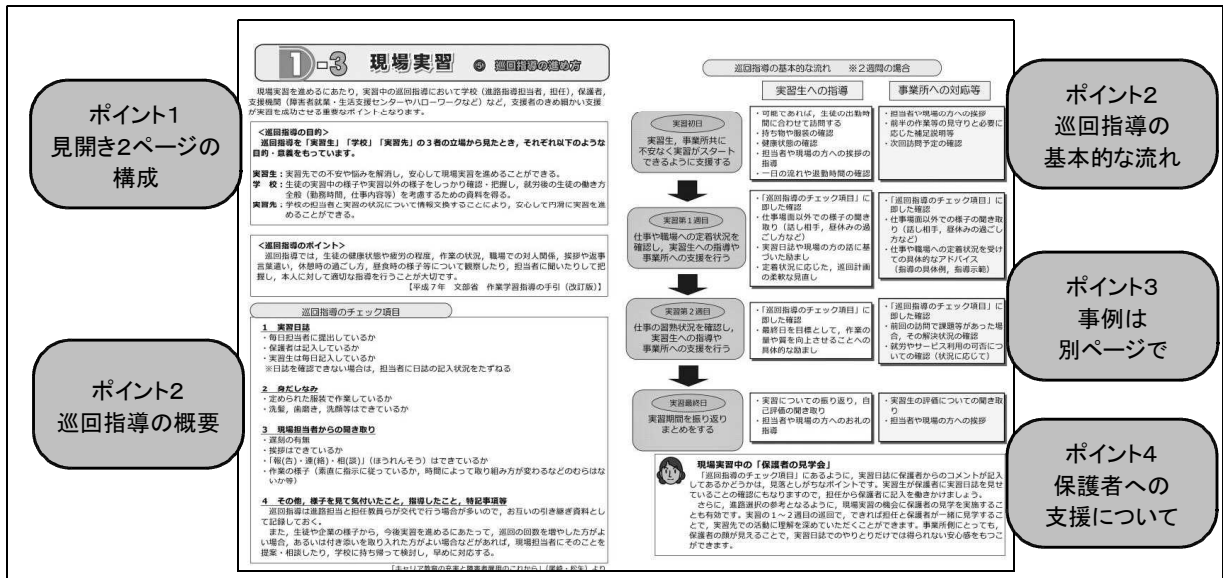 ポイント1
見開き2ページの
構成
ポイント2
巡回指導の概要
①-3 現場実習 ⑤ 巡回指導の進め方
現場実習を進めるにあたり，実習中の巡回指導において学校（進路指導担当者，担任），保護者，
支援機関（障害者就業・生活支援センターやハローワークなど）など，支援者のきめ細かい支援
が実習を成功させる重要なポイントとなります。
＜巡回指導の目的＞
巡回指導を「実習生」「学校」「実習先」の３者の立場から見たとき，それぞれ以下のような
目的・意義をもっています。
実習生：実習先での不安や悩みを解消し，安心して現場実習を進めることができる。
学　校：生徒の実習中の様子や実習以外の様子をしっかり確認・把握し，就労後の生徒の働き方
全般（勤務時間，仕事内容等）を考慮するための資料を得る。
実習先：学校の担当者と実習の状況について情報交換することにより，安心して円滑に実習を進
めることができる。
＜巡回指導のポイント＞
巡回指導では，生徒の健康状態や疲労の程度，作業の状況，職場での対人関係，挨拶や返事
言葉遣い，休憩時の過ごし方，昼食時の様子等について観察したり，担当者に聞いたりして把
握し，本人に対して適切な指導を行うことが大切です。
【平成７年　文部省　作業学習指導の手引（改訂版）】
巡回指導のチェック項目
１　実習日誌
・毎日担当者に提出しているか
・保護者は記入しているか
・実習生は毎日記入しているか
※日誌を確認できない場合は，担当者に日誌の記入状況をたずねる
２　身だしなみ
・定められた服装で作業しているか
・洗髪，歯磨き，洗顔等はできているか
３　現場担当者からの聞き取り
・遅刻の有無
・挨拶はできているか
・「報(告)・連(絡)・相(談)」（ほうれんそう）はできているか
・作業の様子（素直に指示に従っているか，時間によって取り組み方が変わるなどのむらはな
いか等）
４　その他，様子を見て気付いたこと，指導したこと，特記事項等
巡回指導は進路担当と担任教員らが交代で行う場合が多いので，お互いの引き継ぎ資料とし
て記録しておく。
また，生徒や企業の様子から，今後実習を進めるにあたって，巡回の回数を増やした方がよ
い場合，あるいは付き添いを取り入れた方がよい場合などがあれば，現場担当者にそのことを
提案・相談したり，学校に持ち帰って検討し，早めに対応する。
巡回指導の基本的な流れ　※２週間の場合
実習生への指導
事業所への対応等
実習初日
実習生，事業所共に
不安なく実習がスタート
できるように支援する
・可能であれば，生徒の出勤時
間に合わせて訪問する
・持ち物や服装の確認
・健康状態の確認
・担当者や現場の方への挨拶の
指導
・一日の流れや退勤時間の確認
・担当者や現場の方への挨拶
・前半の作業等の見守りと必要に
応じた補足説明等
・次回訪問予定の確認
実習第１週目
仕事や職場への定着状況を
確認し，実習生への指導や
事業所への支援を行う
・「巡回指導のチェック項目」に
即した確認
・仕事場面以外での様子の聞き
取り（話し相手，昼休みの過ご
し方など）
・実習日誌や現場の方の話に基
づいた励まし
・定着状況に応じた，巡回計画
の柔軟な見直し
・「巡回指導のチェック項目」に
即した確認
・仕事場面以外での様子の聞き取
り（話し相手，昼休みの過ごし
方など）
・仕事や職場への定着状況を受け
ての具体的なアドバイス
（指導の具体例，指導示範）
実習第２週目
仕事の習熟状況を確認し，
実習生への指導や
事業所への支援を行う
・「巡回指導のチェック項目」に
即した確認
・最終日を目標として，作業の
量や質を向上させることへの
具体的な励まし
・「巡回指導のチェック項目」に
即した確認
・前回の訪問で課題等があった場
合，その解決状況の確認
・就労やサービス利用の可否につ
いての確認（状況に応じて）
実習最終日
実習期間を振り返り
まとめをする
・実習についての振り返り，自
己評価の聞き取り
・担当者や現場の方へのお礼の
指導
・実習生の評価についての聞き取
り
・担当者や現場の方への挨拶
現場実習中の「保護者の見学会」
「巡回指導のチェック項目」にあるように，実習日誌に保護者からのコメントが記入
してあるかどうかは，見落としがちなポイントです。実習生が保護者に実習日誌を見せ
ていることの確認にもなりますので，担任から保護者に記入を働きかけましょう。
さらに，進路選択の参考となるように，現場実習の機会に保護者の見学を実施するこ
とも有効です。実習の１～２週目の巡回で，できれば担任と保護者が一緒に見学するこ
とで，実習先での活動に理解を深めていただくことができます。事業所側にとっても，
保護者の顔が見えることで，実習日誌でのやりとりだけでは得られない安心感をもつこ
とができます。
ポイント2
巡回指導の
基本的な流れ
ポイント3
事例は
別ページで
ポイント4
保護者への
支援について